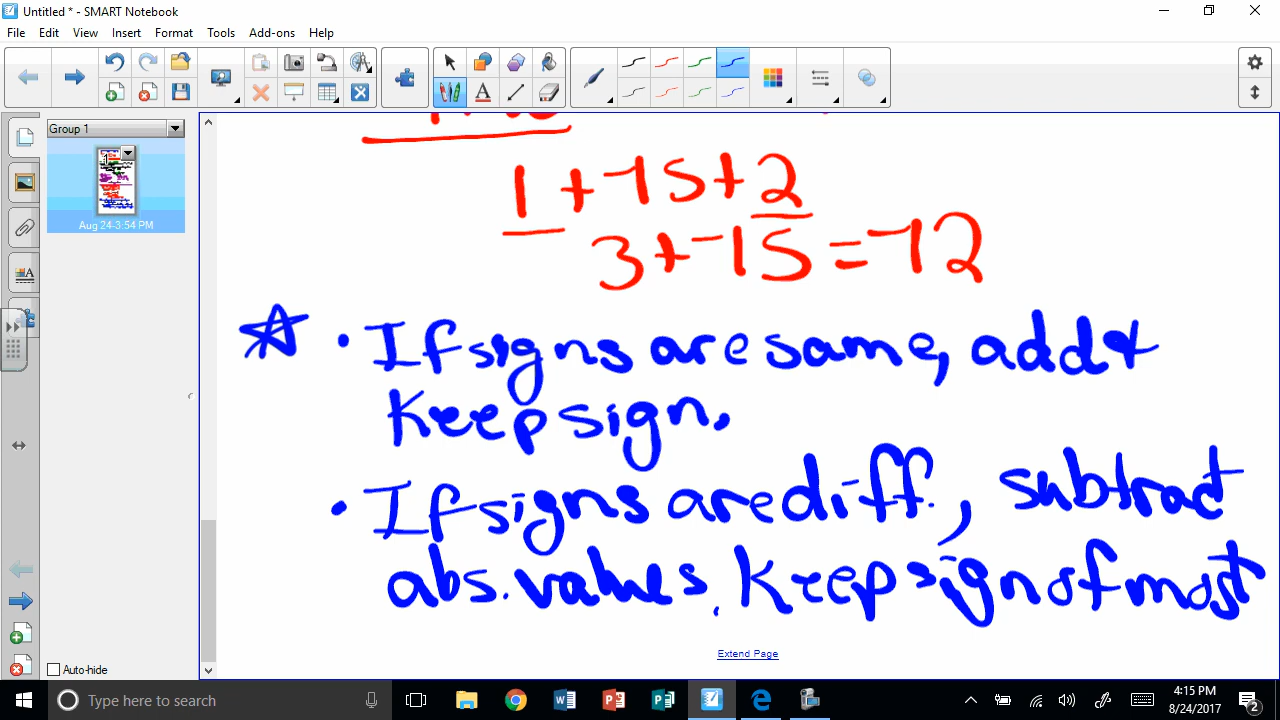 Untitled * - SMART Notebook
File Edit View Insert Format Tools Add-ons Help
Group 1
1
Aug 24-3:54 PM
1 + -15 + 2
3 + -15 = -12
☆ • If signs are same, add &
keep sign.
• If signs are diff., subtract
abs. values. Keep sign of most
Extend Page
Auto-hide
Type here to search
4:15 PM
8/24/2017
2